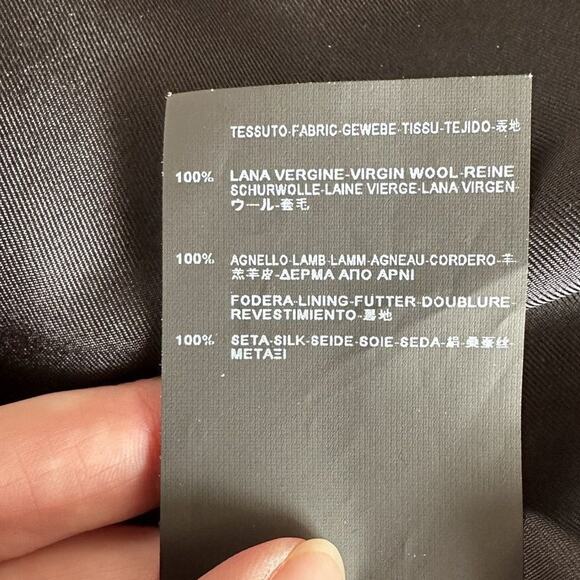 TESSUTO-FABRIC-GEWEBE-TISSU-TEJIDO-表地
100% LANA VERGINE-VIRGIN WOOL-REINE
SCHURWOLLE-LAINE VIERGE-LANA VIRGEN-
ウール-套毛
100% AGNELLO-LAMB-LAMM-AGNEAU-CORDERO-羊
羔羊皮-ΔΕΡΜΑ ΑΠΟ ΑΡΝΙ
FODERA-LINING-FUTTER-DOUBLURE-
REVESTIMIENTO-裏地
100% SETA-SILK-SEIDE-SOIE-SEDA-絹-桑蚕丝-
ΜΕΤΑΞΙ